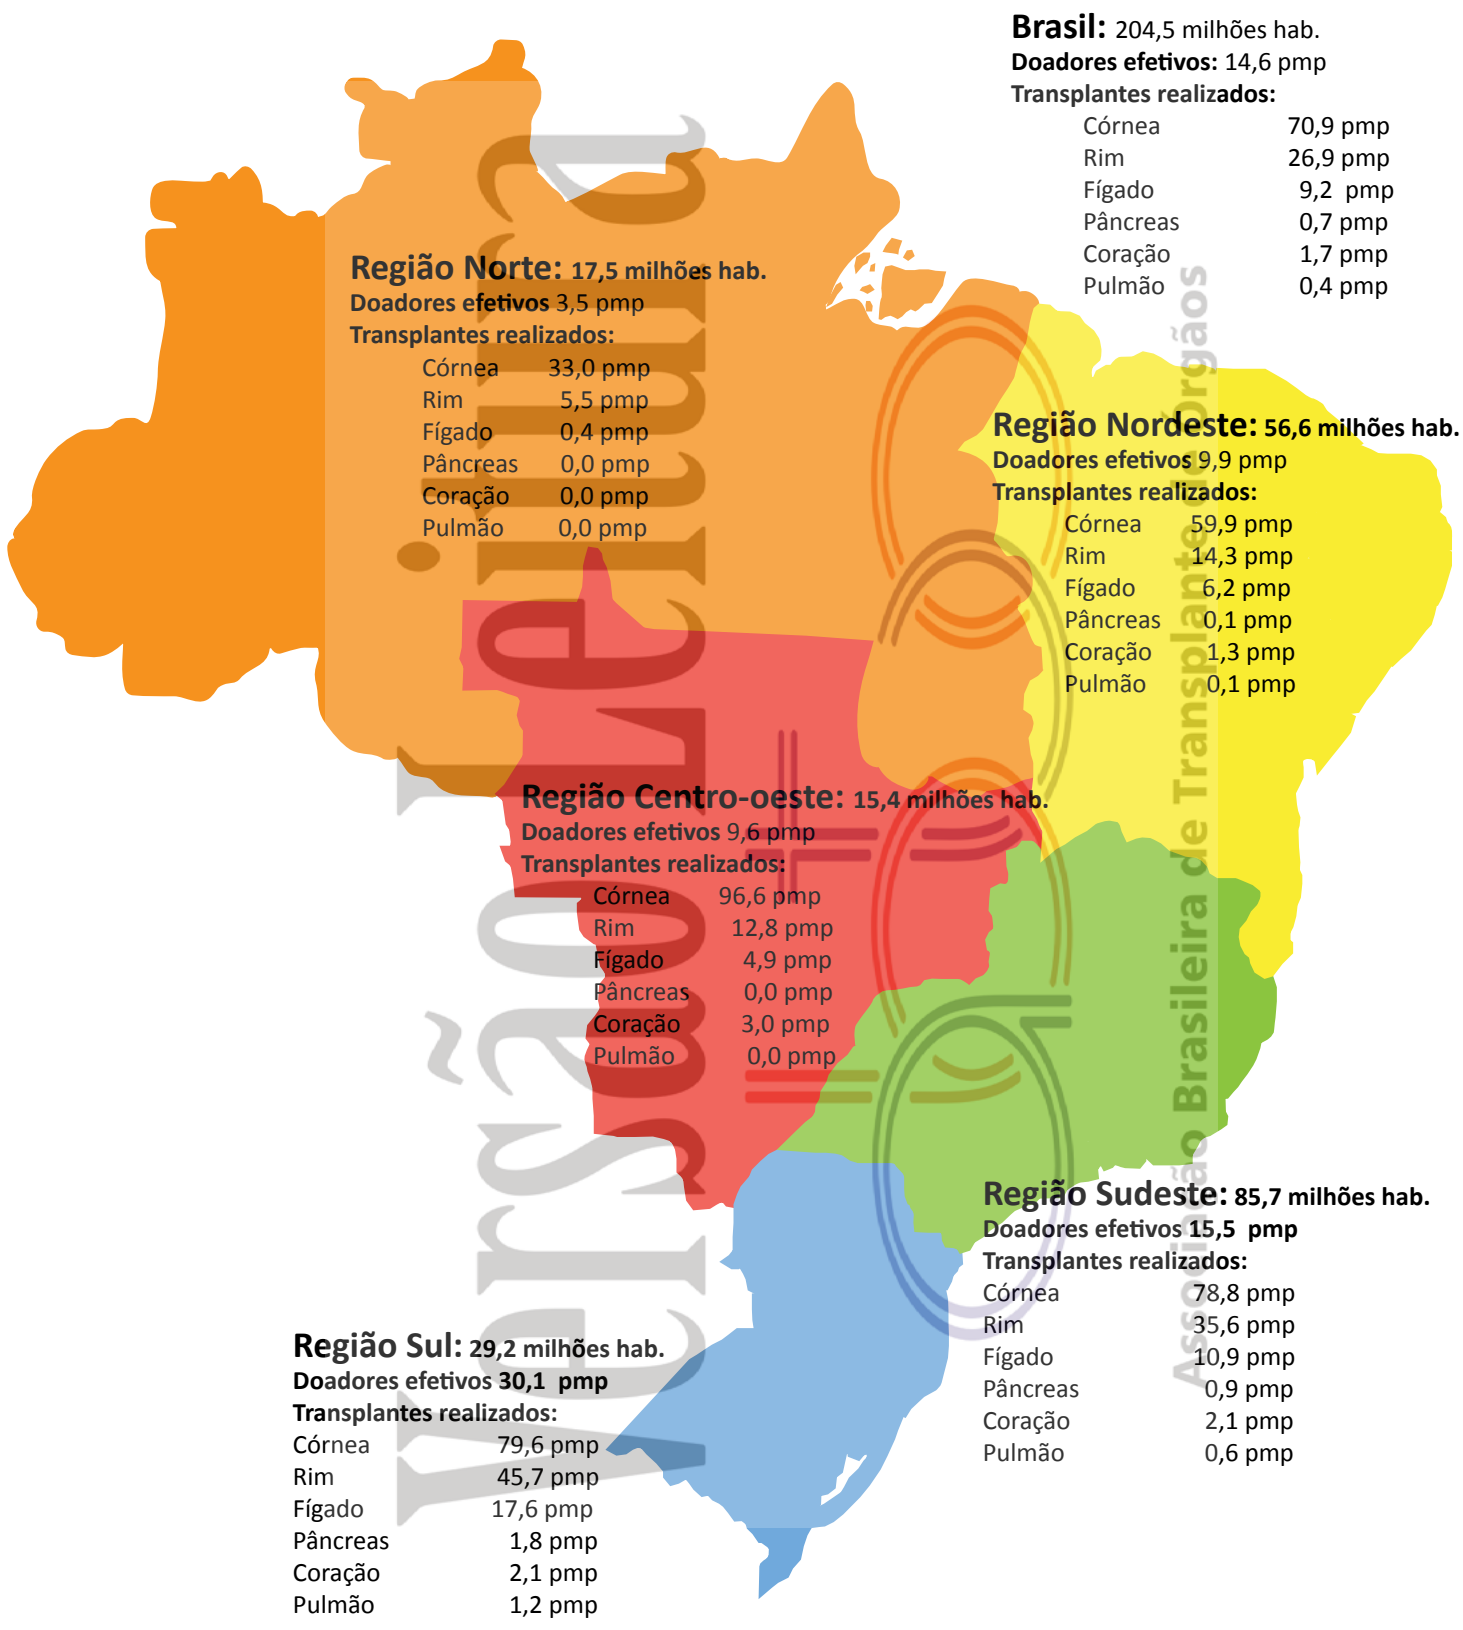 Brasil: 204,5 milhões hab.
Doadores efetivos: 14,6 pmp
Transplantes realizados:
Córnea 70,9 pmp
Rim 26,9 pmp
Fígado 9,2 pmp
Pâncreas 0,7 pmp
Coração 1,7 pmp
Pulmão 0,4 pmp
Região Norte: 17,5 milhões hab.
Doadores efetivos 3,5 pmp
Transplantes realizados:
Córnea 33,0 pmp
Rim 5,5 pmp
Fígado 0,4 pmp
Pâncreas 0,0 pmp
Coração 0,0 pmp
Pulmão 0,0 pmp
Região Nordeste: 56,6 milhões hab.
Doadores efetivos 9,9 pmp
Transplantes realizados:
Córnea 59,9 pmp
Rim 14,3 pmp
Fígado 6,2 pmp
Pâncreas 0,1 pmp
Coração 1,3 pmp
Pulmão 0,1 pmp
Região Centro-oeste: 15,4 milhões hab.
Doadores efetivos 9,6 pmp
Transplantes realizados:
Córnea 96,6 pmp
Rim 12,8 pmp
Fígado 4,9 pmp
Pâncreas 0,0 pmp
Coração 3,0 pmp
Pulmão 0,0 pmp
Região Sudeste: 85,7 milhões hab.
Doadores efetivos 15,5 pmp
Transplantes realizados:
Córnea 78,8 pmp
Rim 35,6 pmp
Fígado 10,9 pmp
Pâncreas 0,9 pmp
Coração 2,1 pmp
Pulmão 0,6 pmp
Região Sul: 29,2 milhões hab.
Doadores efetivos 30,1 pmp
Transplantes realizados:
Córnea 79,6 pmp
Rim 45,7 pmp
Fígado 17,6 pmp
Pâncreas 1,8 pmp
Coração 2,1 pmp
Pulmão 1,2 pmp
Versão Leitura
Associação Brasileira de Transplante de Órgãos